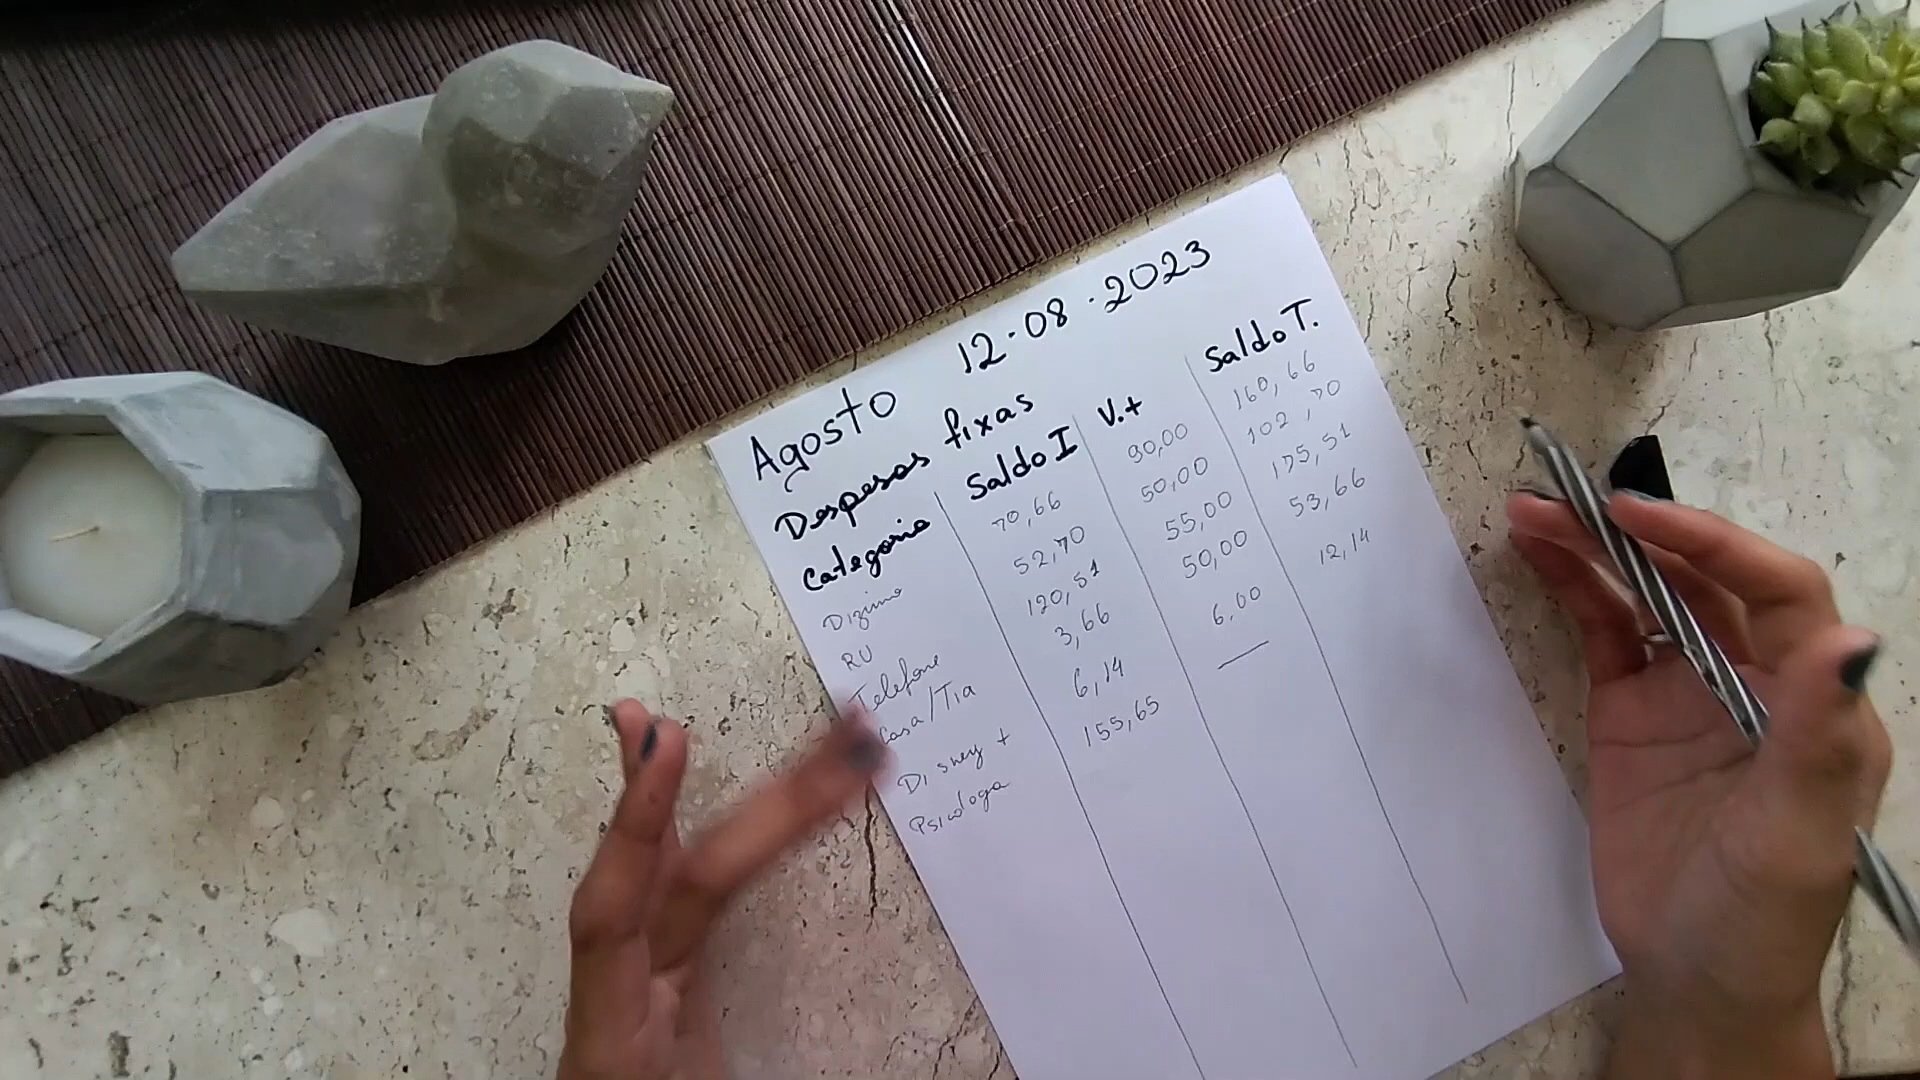 Agosto 12.08.2023
Despesas fixas
Categoria Saldo I V.+ Saldo T.
Dizimo 70,66 90,00 160,66
RU 52,70 50,00 102,70
Telefone 120,51 55,00 175,51
Casa/Tia 3,66 50,00 53,66
Disney + 6,14 6,00 12,14
Psicologa 155,65 —